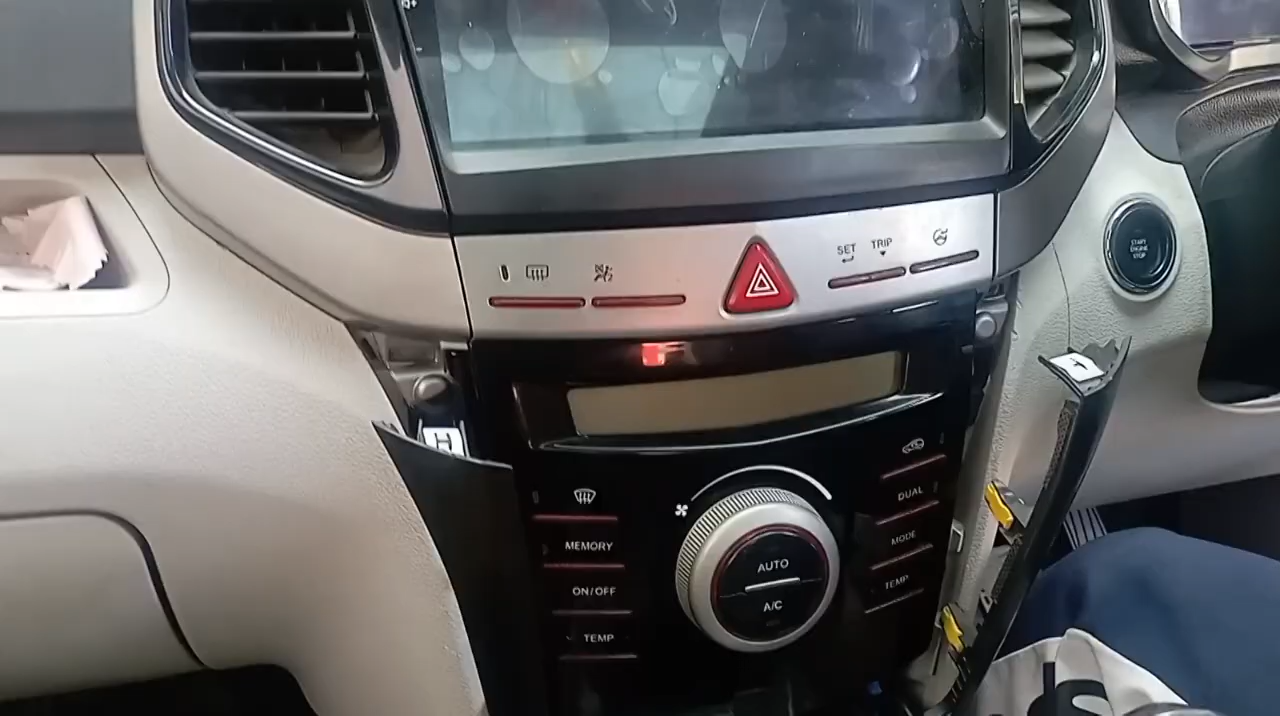 SET
TRIP
START
ENGINE
STOP
H
MEMORY
ON/OFF
TEMP
AUTO
A/C
DUAL
MODE
TEMP